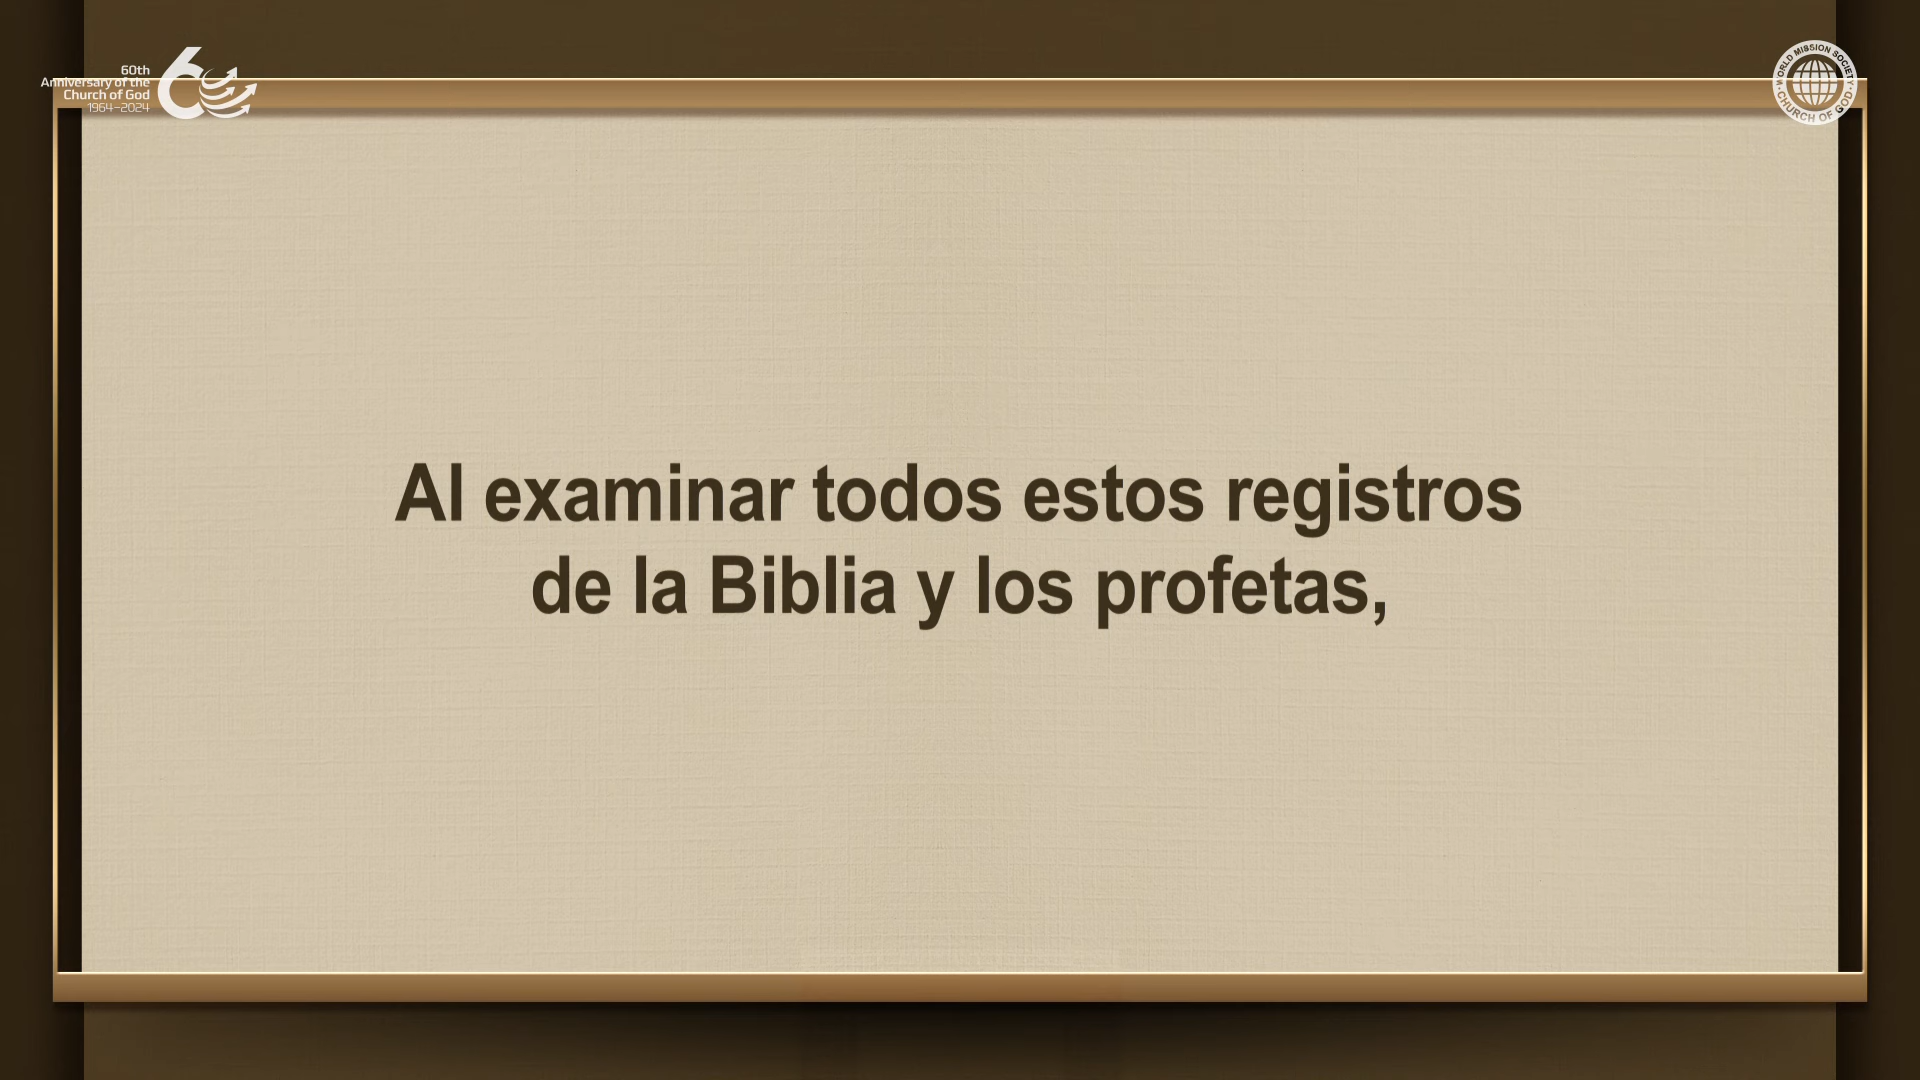 60th
Anniversary of the
Church of God
1964–2024
60
WORLD MISSION SOCIETY
CHURCH OF GOD
Al examinar todos estos registros
de la Biblia y los profetas,